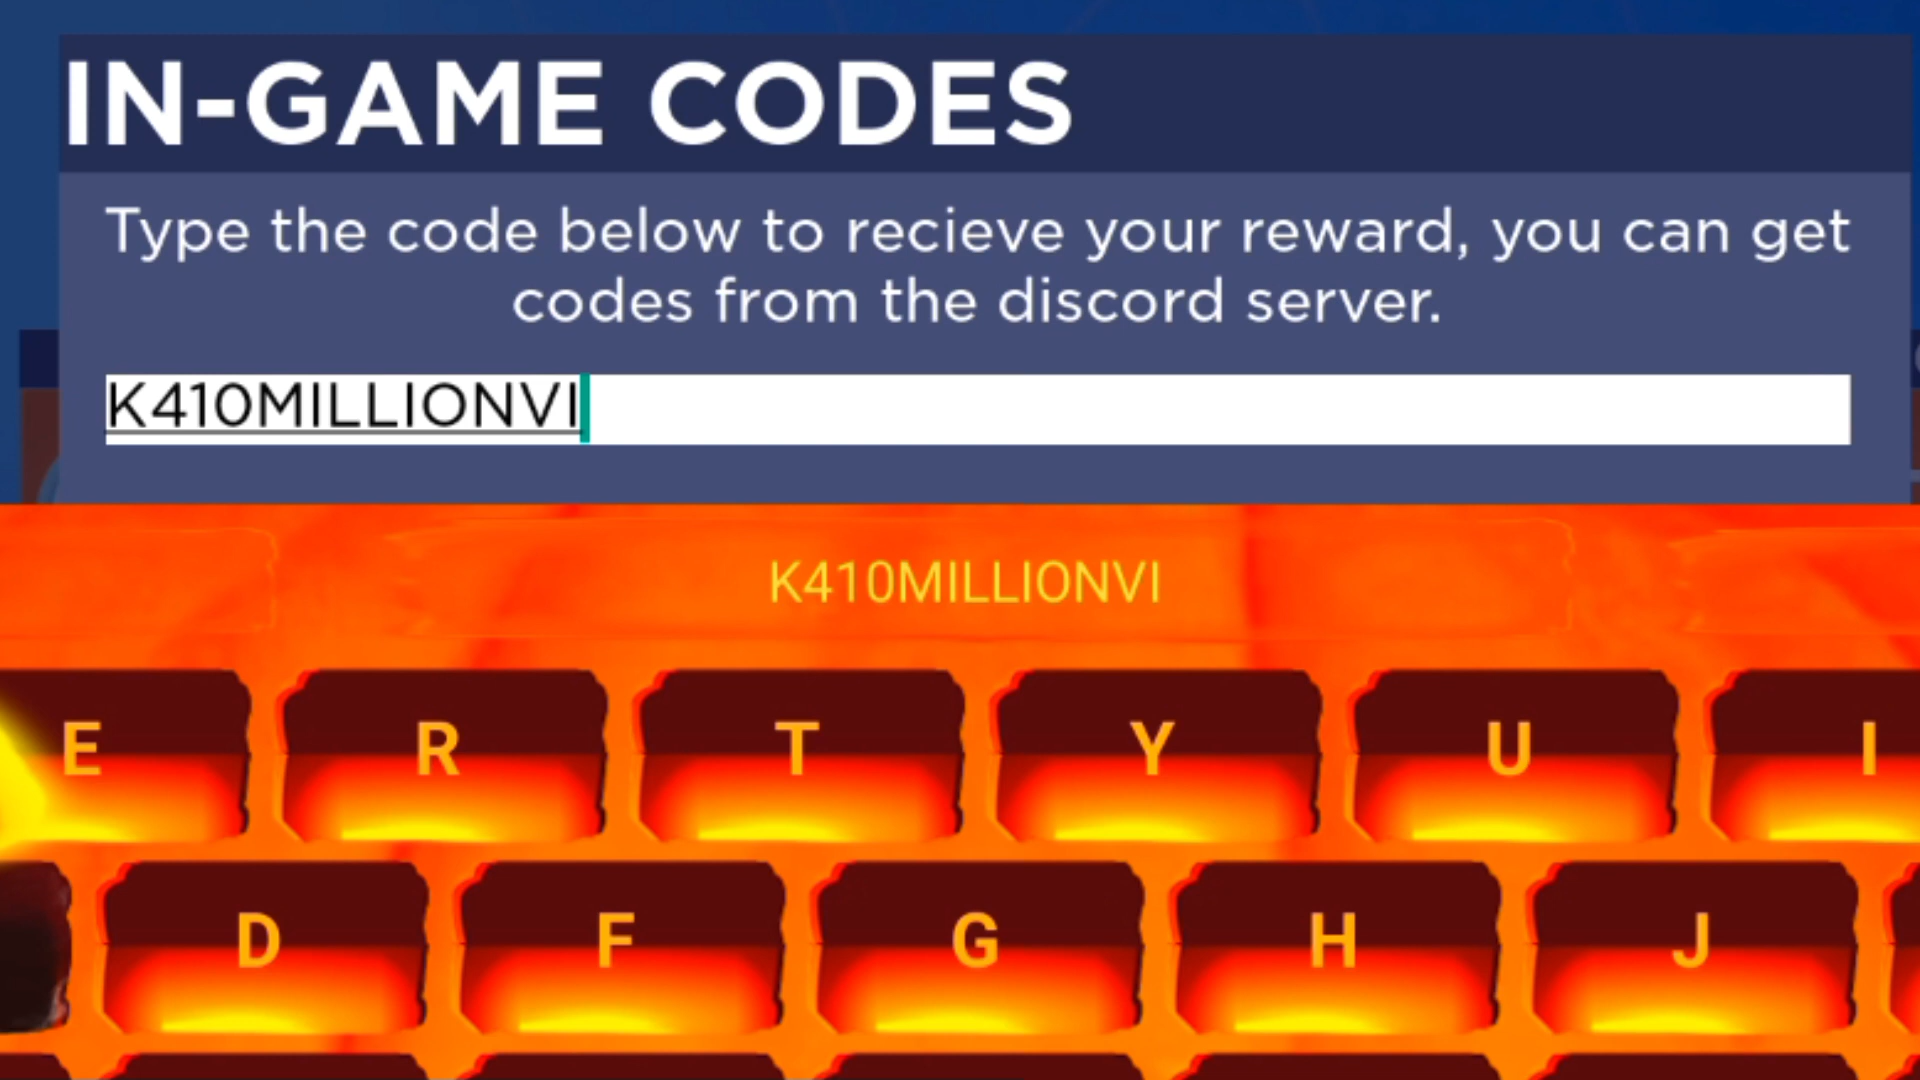 IN-GAME CODES
Type the code below to recieve your reward, you can get
codes from the discord server.
K410MILLIONVI
K410MILLIONVI
E R T Y U I
D F G H J